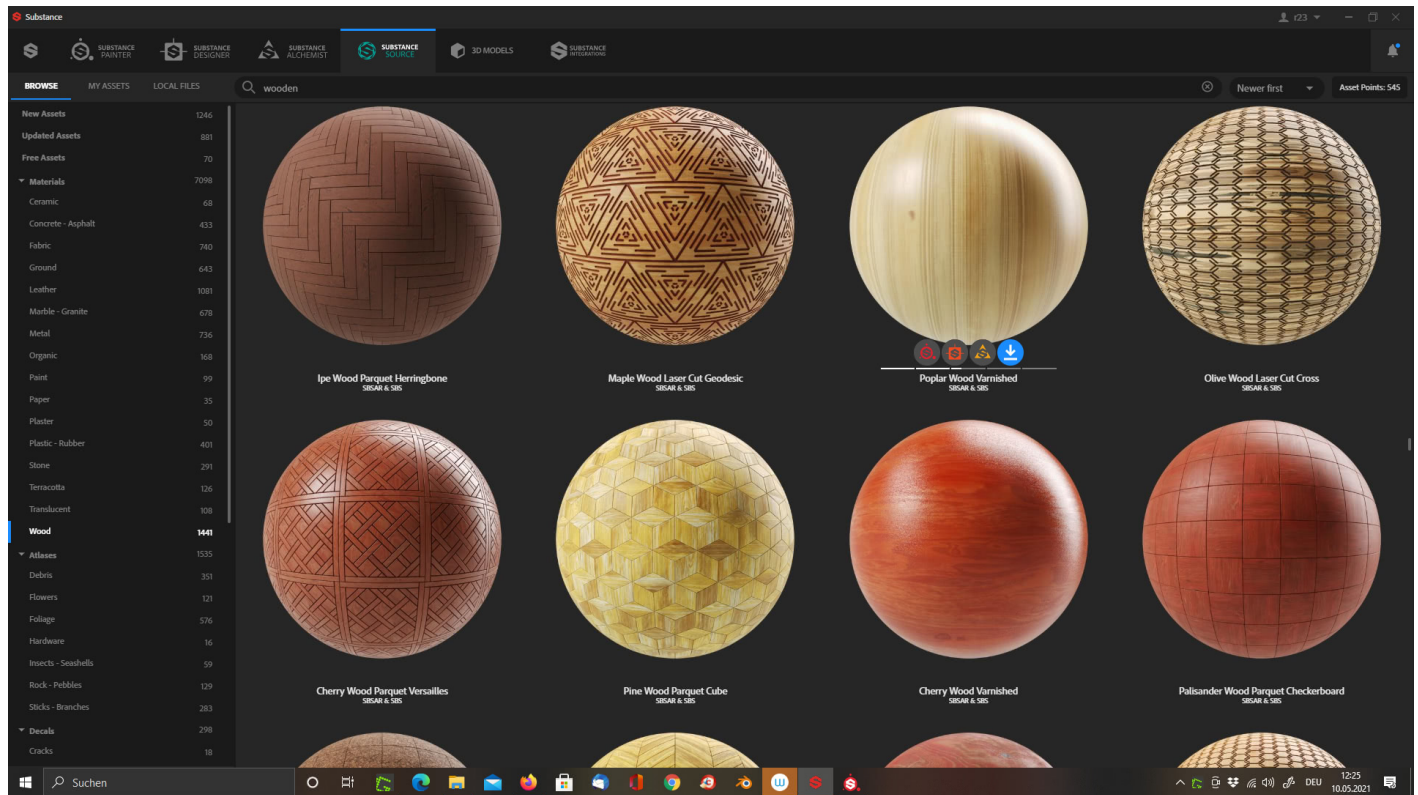 Substance
r23
SUBSTANCE
PAINTER
SUBSTANCE
DESIGNER
SUBSTANCE
ALCHEMIST
SUBSTANCE
SOURCE
3D MODELS
SUBSTANCE
INTEGRATIONS
BROWSE
MY ASSETS
LOCAL FILES
wooden
Newer first
Asset Points: 545
New Assets 1246
Updated Assets 881
Free Assets 70
Materials 7098
Ceramic 68
Concrete - Asphalt 433
Fabric 740
Ground 643
Leather 1081
Marble - Granite 678
Metal 736
Organic 168
Paint 99
Paper 35
Plaster 50
Plastic - Rubber 401
Stone 291
Terracotta 126
Translucent 108
Wood 1441
Atlases 1535
Debris 351
Flowers 121
Foliage 576
Hardware 16
Insects - Seashells 59
Rock - Pebbles 129
Sticks - Branches 283
Decals 298
Cracks 18
Ipe Wood Parquet Herringbone
SBSAR & SBS
Maple Wood Laser Cut Geodesic
SBSAR & SBS
Poplar Wood Varnished
SBSAR & SBS
Olive Wood Laser Cut Cross
SBSAR & SBS
Cherry Wood Parquet Versailles
SBSAR & SBS
Pine Wood Parquet Cube
SBSAR & SBS
Cherry Wood Varnished
SBSAR & SBS
Palisander Wood Parquet Checkerboard
SBSAR & SBS
Suchen
DEU
12:25
10.05.2021